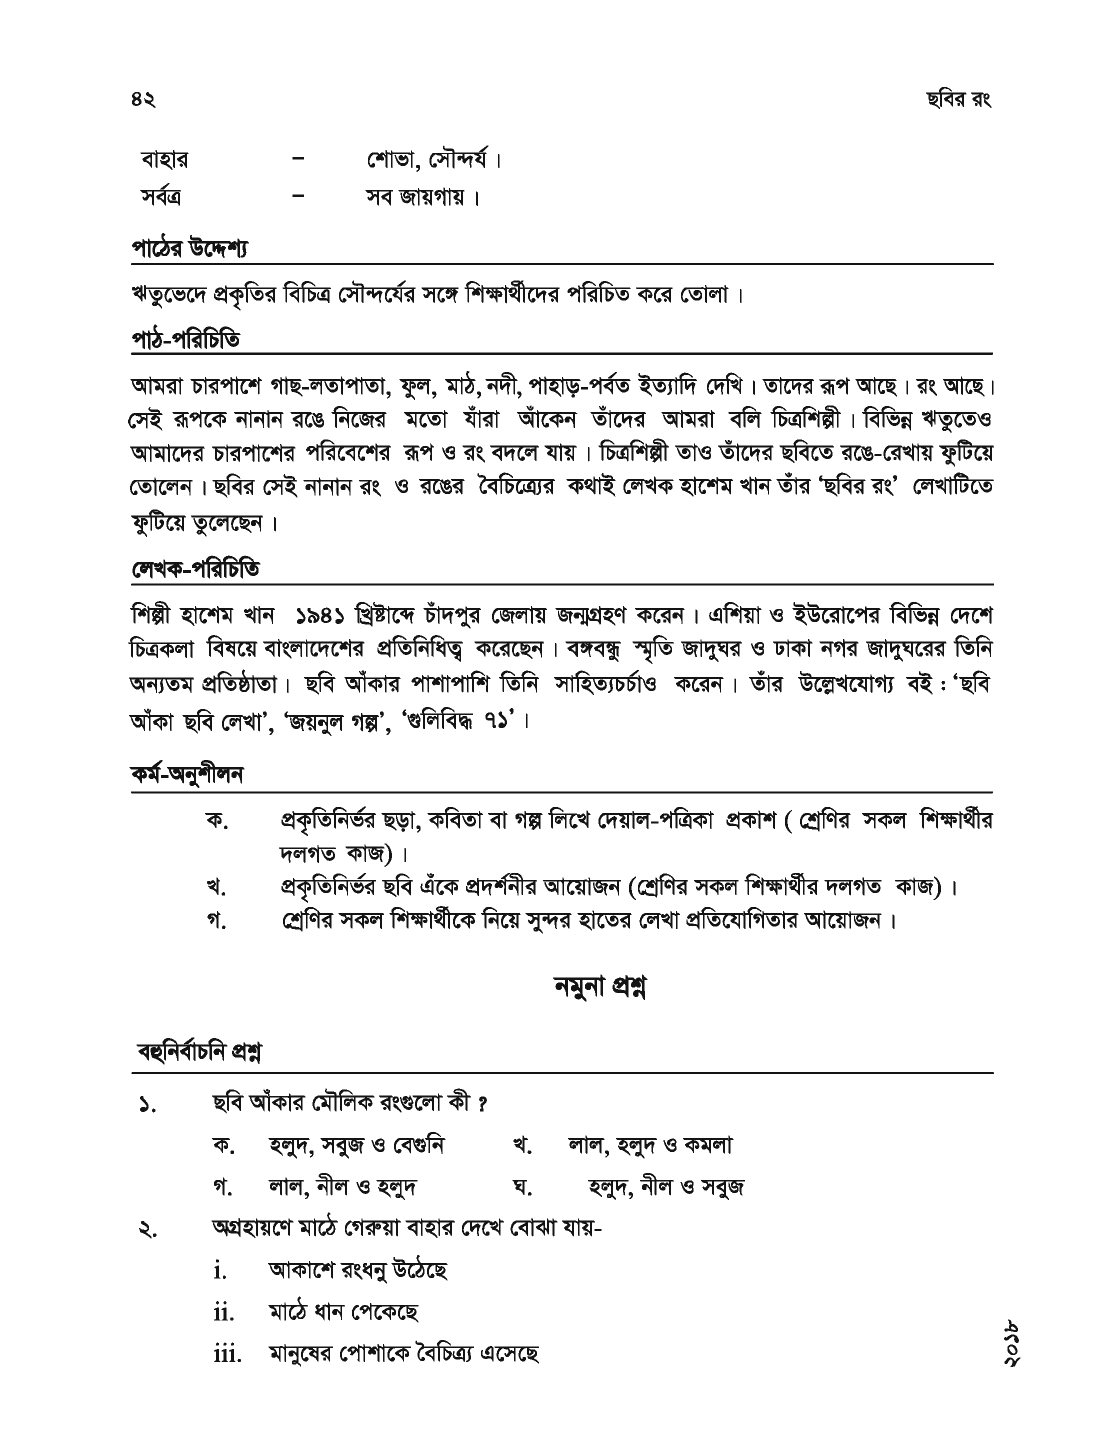 ৪২ ছবির রং
বাহার – শোভা, সৌন্দর্য ।
সর্বত্র – সব জায়গায় ।
পাঠের উদ্দেশ্য
ঋতুভেদে প্রকৃতির বিচিত্র সৌন্দর্যের সঙ্গে শিক্ষার্থীদের পরিচিত করে তোলা ।
পাঠ-পরিচিতি
আমরা চারপাশে গাছ-লতাপাতা, ফুল, মাঠ, নদী, পাহাড়-পর্বত ইত্যাদি দেখি । তাদের রূপ আছে। রং আছে।
সেই রূপকে নানান রঙে নিজের মতো যাঁরা আঁকেন তাঁদের আমরা বলি চিত্রশিল্পী । বিভিন্ন ঋতুতেও
আমাদের চারপাশের পরিবেশের রূপ ও রং বদলে যায় । চিত্রশিল্পী তাও তাঁদের ছবিতে রঙে-রেখায় ফুটিয়ে
তোলেন । ছবির সেই নানান রং ও রঙের বৈচিত্র্যের কথাই লেখক হাশেম খান তাঁর ‘ছবির রং’ লেখাটিতে
ফুটিয়ে তুলেছেন ।
লেখক-পরিচিতি
শিল্পী হাশেম খান ১৯৪১ খ্রিষ্টাব্দে চাঁদপুর জেলায় জন্মগ্রহণ করেন । এশিয়া ও ইউরোপের বিভিন্ন দেশে
চিত্রকলা বিষয়ে বাংলাদেশের প্রতিনিধিত্ব করেছেন । বঙ্গবন্ধু স্মৃতি জাদুঘর ও ঢাকা নগর জাদুঘরের তিনি
অন্যতম প্রতিষ্ঠাতা । ছবি আঁকার পাশাপাশি তিনি সাহিত্যচর্চাও করেন । তাঁর উল্লেখযোগ্য বই : ‘ছবি
আঁকা ছবি লেখা’, ‘জয়নুল গল্প’, ‘গুলিবিদ্ধ ৭১’ ।
কর্ম-অনুশীলন
ক. প্রকৃতিনির্ভর ছড়া, কবিতা বা গল্প লিখে দেয়াল-পত্রিকা প্রকাশ ( শ্রেণির সকল শিক্ষার্থীর
দলগত কাজ) ।
খ. প্রকৃতিনির্ভর ছবি এঁকে প্রদর্শনীর আয়োজন (শ্রেণির সকল শিক্ষার্থীর দলগত কাজ) ।
গ. শ্রেণির সকল শিক্ষার্থীকে নিয়ে সুন্দর হাতের লেখা প্রতিযোগিতার আয়োজন ।
নমুনা প্রশ্ন
বহুনির্বাচনি প্রশ্ন
১. ছবি আঁকার মৌলিক রংগুলো কী ?
ক. হলুদ, সবুজ ও বেগুনি খ. লাল, হলুদ ও কমলা
গ. লাল, নীল ও হলুদ ঘ. হলুদ, নীল ও সবুজ
২. অগ্রহায়ণে মাঠে গেরুয়া বাহার দেখে বোঝা যায়-
i. আকাশে রংধনু উঠেছে
ii. মাঠে ধান পেকেছে
iii. মানুষের পোশাকে বৈচিত্র্য এসেছে
২০১৮